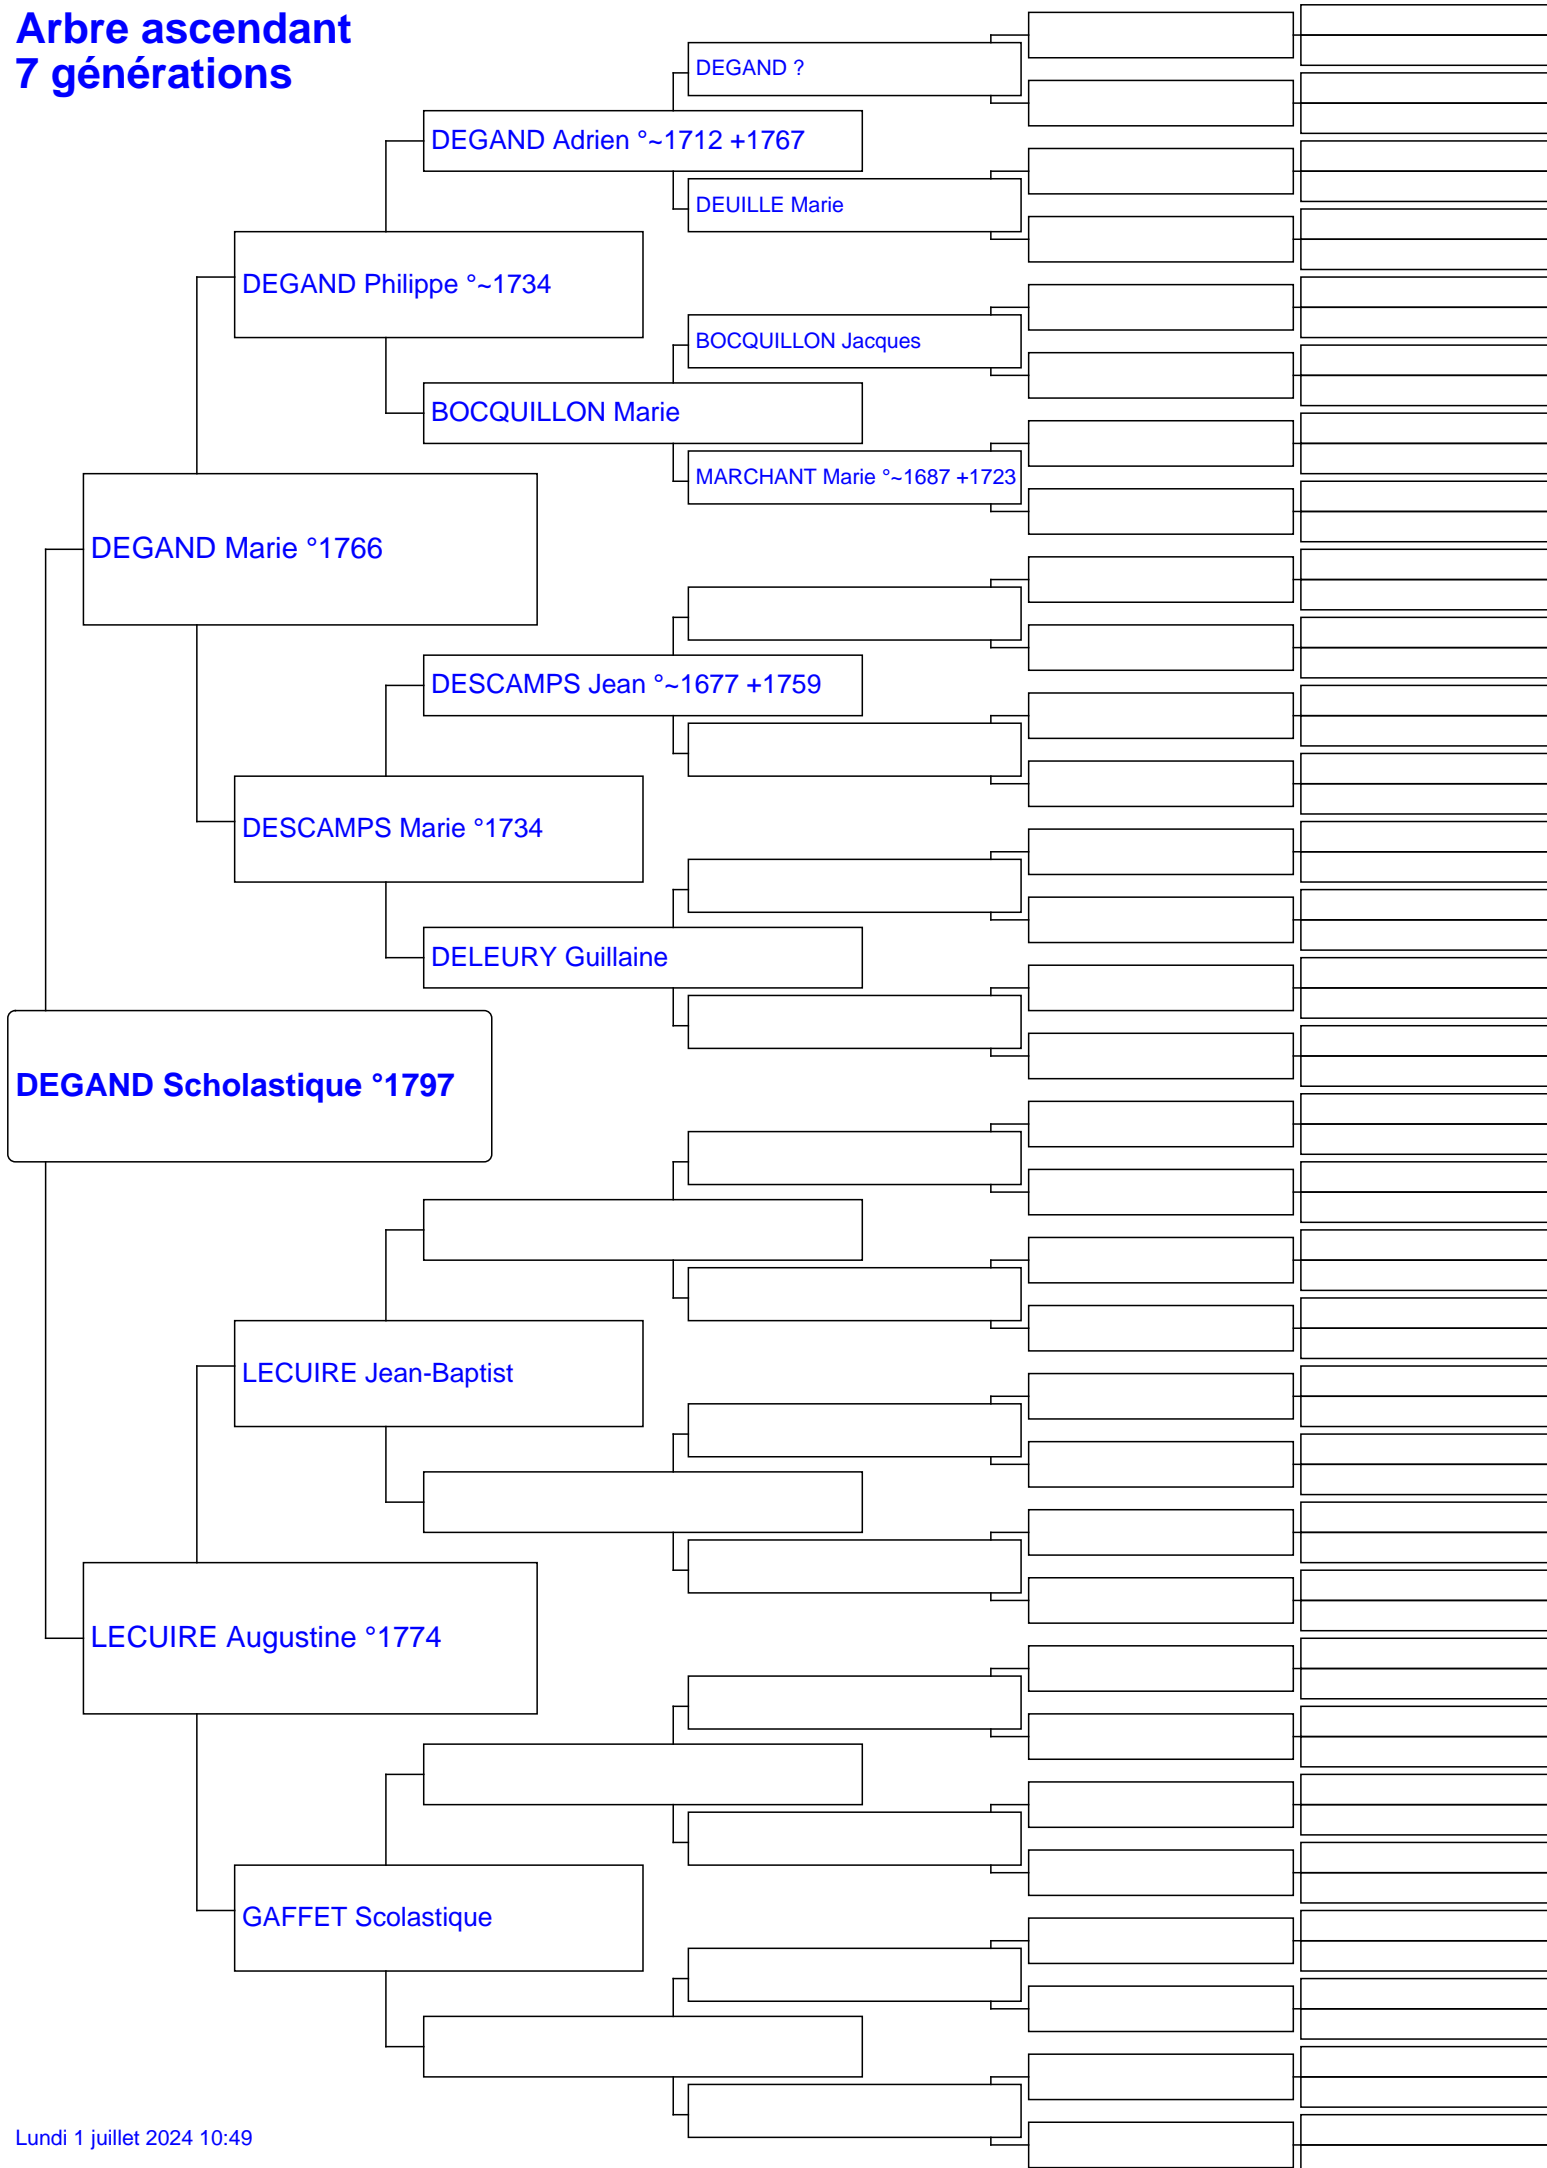 Arbre ascendant
7 générations
DEGAND ?
DEGAND Adrien °~1712 +1767
DEUILLE Marie
DEGAND Philippe °~1734
BOCQUILLON Jacques
BOCQUILLON Marie
MARCHANT Marie °~1687 +1723
DEGAND Marie °1766
DESCAMPS Jean °~1677 +1759
DESCAMPS Marie °1734
DELEURY Guillaine
DEGAND Scholastique °1797
LECUIRE Jean-Baptist
LECUIRE Augustine °1774
GAFFET Scolastique
Lundi 1 juillet 2024 10:49